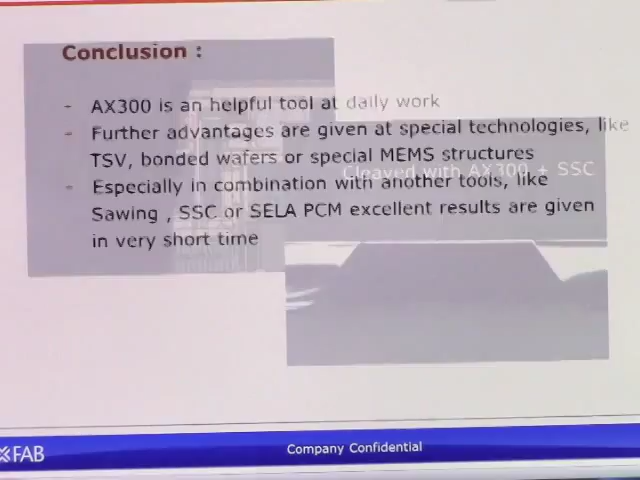 Conclusion :
- AX300 is an helpful tool at daily work
- Further advantages are given at special technologies, like
TSV, bonded wafers or special MEMS structures
Cleaved with AX300 + SSC
- Especially in combination with another tools, like
Sawing , SSC or SELA PCM excellent results are given
in very short time
XFAB
Company Confidential